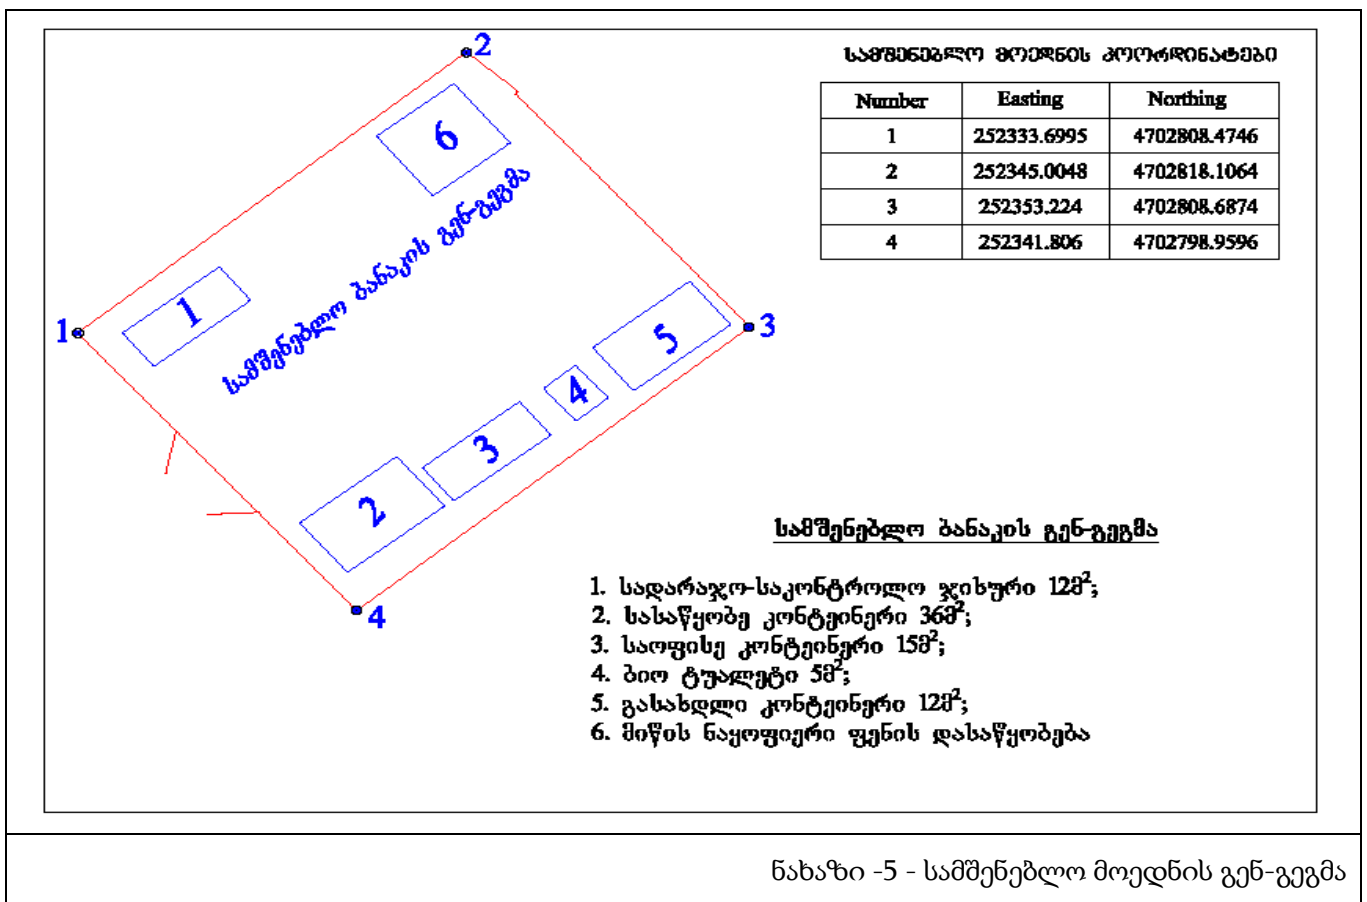 2
6
სამშენებლო ბანაკის გენ-გეგმა
1
1
5
3
4
3
2
4
სამშენებლო მოედნის კოორდინატები
Number Easting Northing
1 252333.6995 4702808.4746
2 252345.0048 4702818.1064
3 252353.224 4702808.6874
4 252341.806 4702798.9596
სამშენებლო ბანაკის გენ-გეგმა
1. სადარაჯო-საკონტროლო ჯიხური 12მ²;
2. სასაწყობე კონტეინერი 36მ²;
3. საოფისე კონტეინერი 15მ²;
4. ბიო ტუალეტი 5მ²;
5. გასახდლი კონტეინერი 12მ²;
6. მიწის ნაყოფიერი ფენის დასაწყობება
ნახაზი -5 - სამშენებლო მოედნის გენ-გეგმა